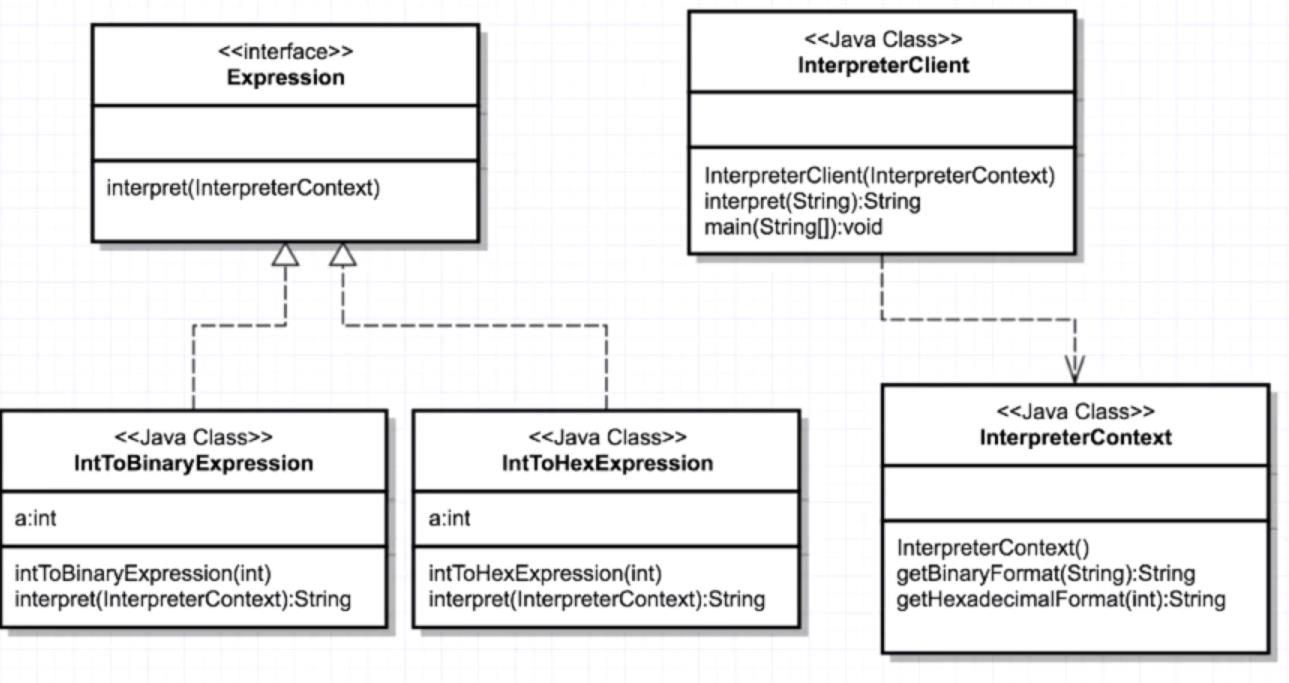 <<interface>>
Expression
interpret(InterpreterContext)
<<Java Class>>
InterpreterClient
InterpreterClient(InterpreterContext)
interpret(String):String
main(String[]):void
<<Java Class>>
IntToBinaryExpression
a:int
intToBinaryExpression(int)
interpret(InterpreterContext):String
<<Java Class>>
IntToHexExpression
a:int
intToHexExpression(int)
interpret(InterpreterContext):String
<<Java Class>>
InterpreterContext
InterpreterContext()
getBinaryFormat(String):String
getHexadecimalFormat(int):String